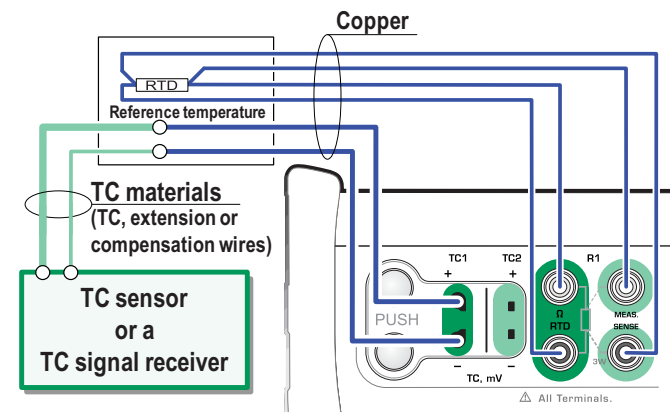 Copper
RTD
Reference temperature
TC materials
(TC, extension or
compensation wires)
TC sensor
or a
TC signal receiver
TC1 TC2 R1
+ +
PUSH
Ω
RTD
MEAS.
SENSE
3W
- -
TC, mV
⚠ All Terminals.